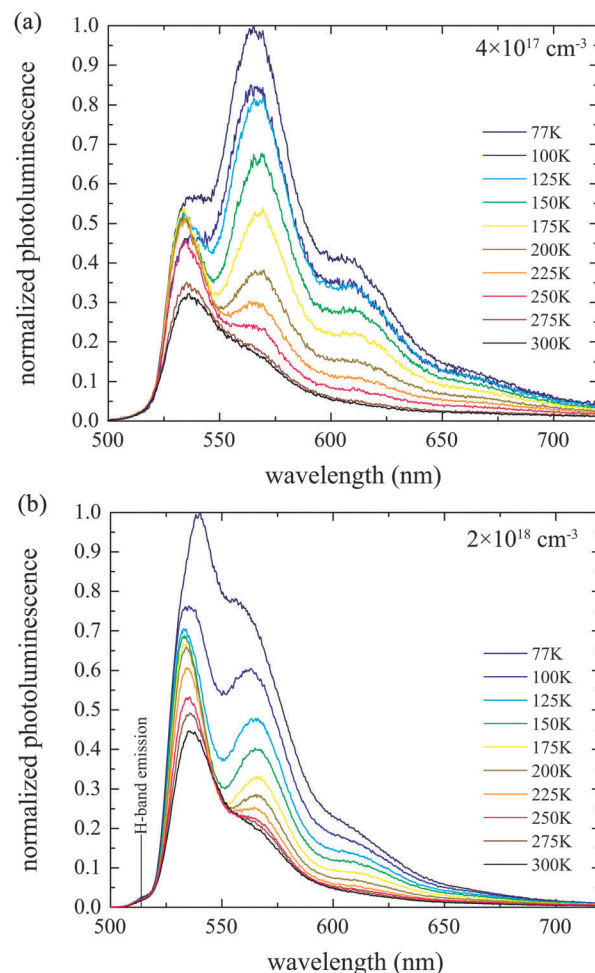 (a)
4×10¹⁷ cm⁻³
normalized photoluminescence
1.0
0.9
0.8
0.7
0.6
0.5
0.4
0.3
0.2
0.1
0.0
77K
100K
125K
150K
175K
200K
225K
250K
275K
300K
500
550
600
650
700
wavelength (nm)
(b)
2×10¹⁸ cm⁻³
normalized photoluminescence
1.0
0.9
0.8
0.7
0.6
0.5
0.4
0.3
0.2
0.1
0.0
H-band emission
77K
100K
125K
150K
175K
200K
225K
250K
275K
300K
500
550
600
650
700
wavelength (nm)